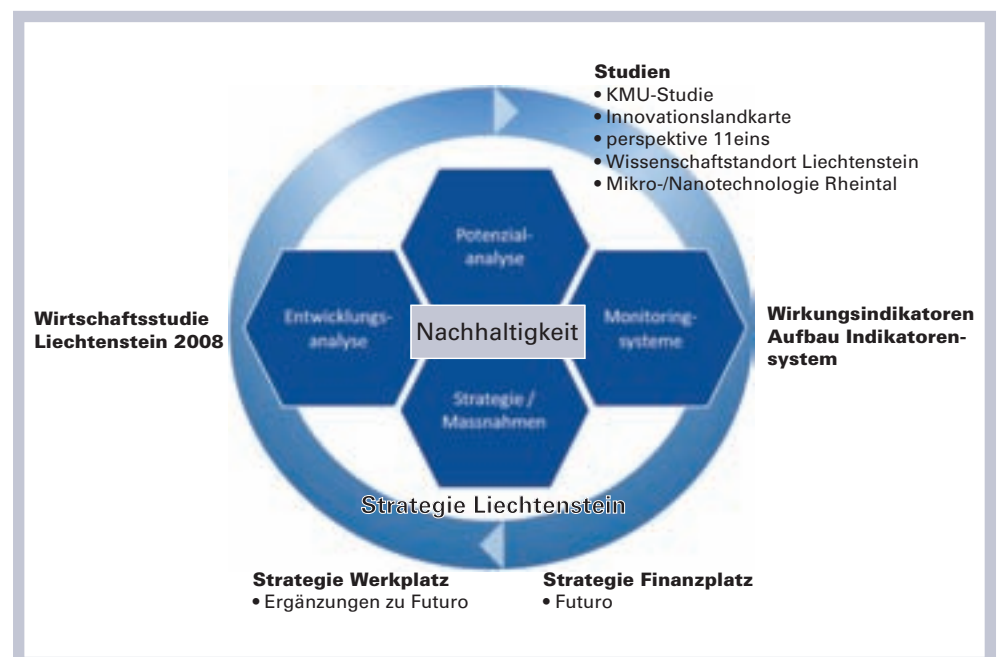 Studien
• KMU-Studie
• Innovationslandkarte
• perspektive 11eins
• Wissenschaftstandort Liechtenstein
• Mikro-/Nanotechnologie Rheintal
Potenzial-
analyse
Wirtschaftsstudie
Liechtenstein 2008
Entwicklungs-
analyse
Nachhaltigkeit
Monitoring-
systeme
Wirkungsindikatoren
Aufbau Indikatoren-
system
Strategie /
Massnahmen
Strategie Liechtenstein
Strategie Werkplatz
• Ergänzungen zu Futuro
Strategie Finanzplatz
• Futuro